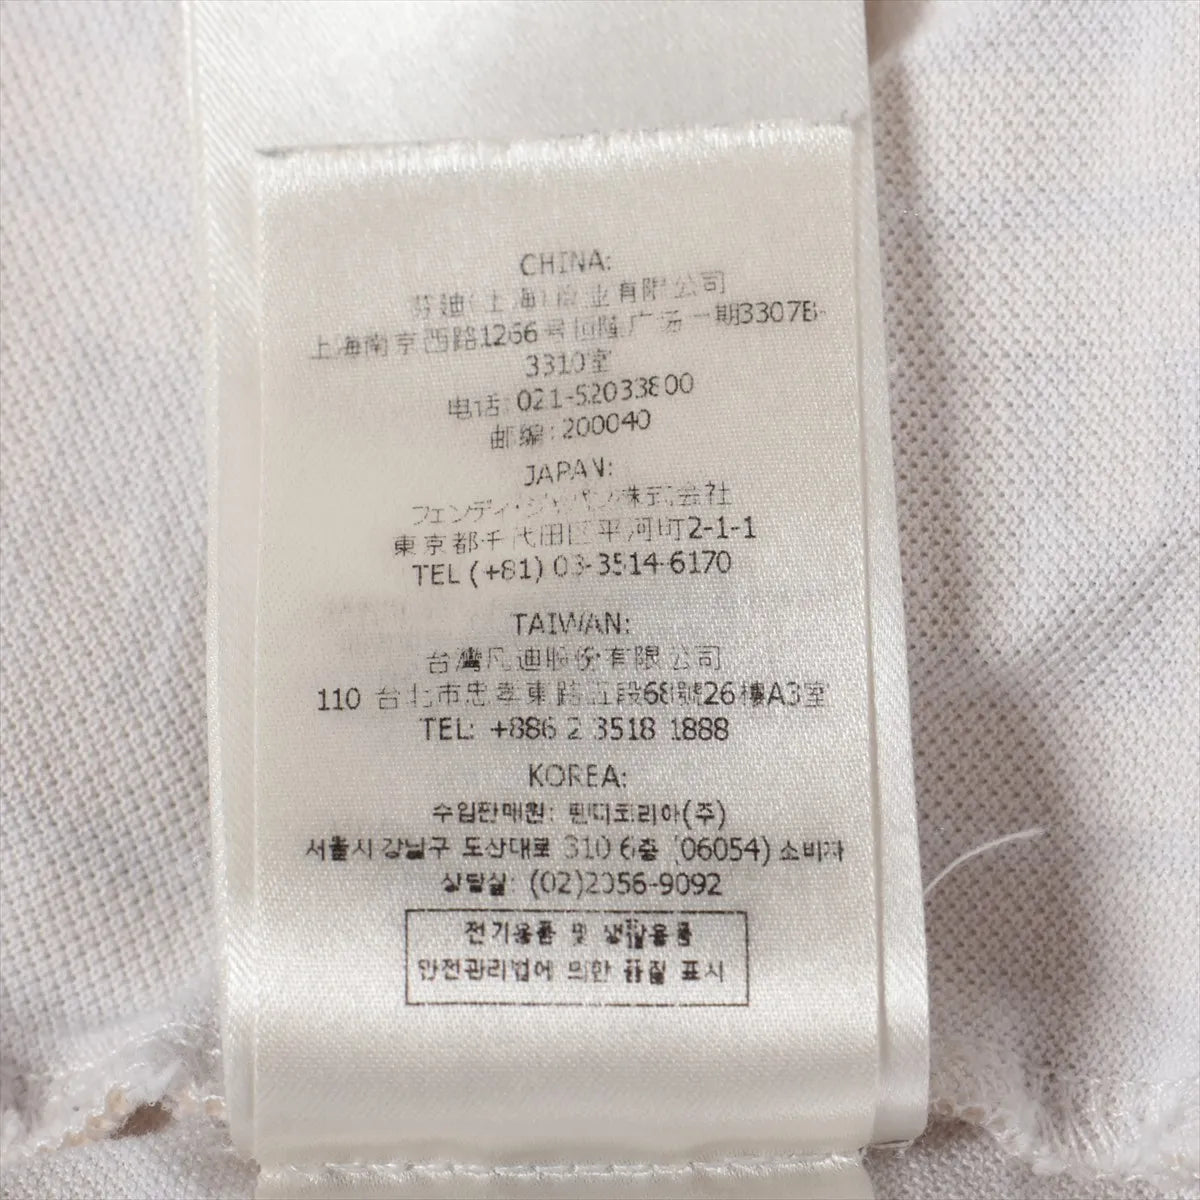 CHINA:
芬迪(上海)商业有限公司
上海南京西路1266号恒隆广场一期3307B-
3310室
电话: 021-52033800
邮编: 200040
JAPAN:
フェンディ・ジャパン株式会社
東京都千代田区平河町2-1-1
TEL (+81) 03-3514-6170
TAIWAN:
台灣凡迪股份有限公司
110 台北市忠孝東路五段68號26樓A3室
TEL: +886 2 3518 1888
KOREA:
수입판매원: 펜디코리아(주)
서울시 강남구 도산대로 310 6층 (06054) 소비자
상담실: (02)2056-9092
전기용품 및 생활용품
안전관리법에 의한 품질 표시